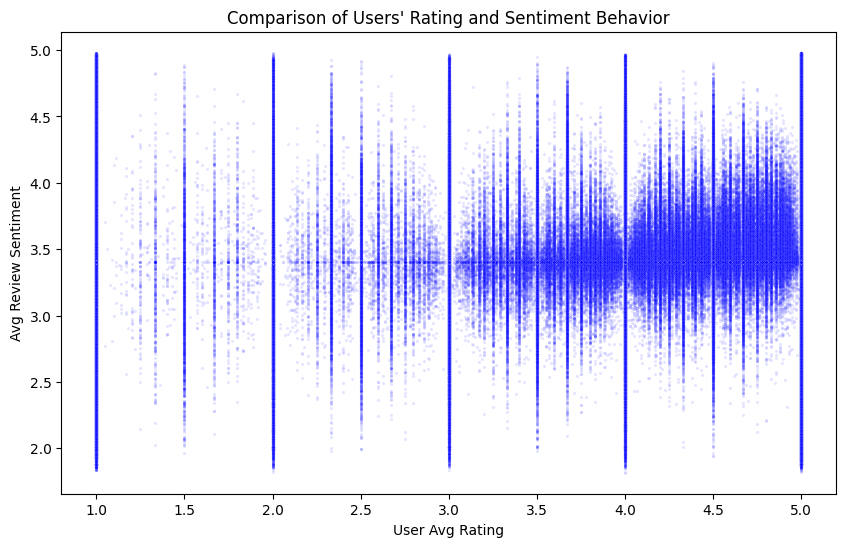 Comparison of Users' Rating and Sentiment Behavior
5.0
4.5
4.0
3.5
3.0
2.5
2.0
Avg Review Sentiment
1.0 1.5 2.0 2.5 3.0 3.5 4.0 4.5 5.0
User Avg Rating